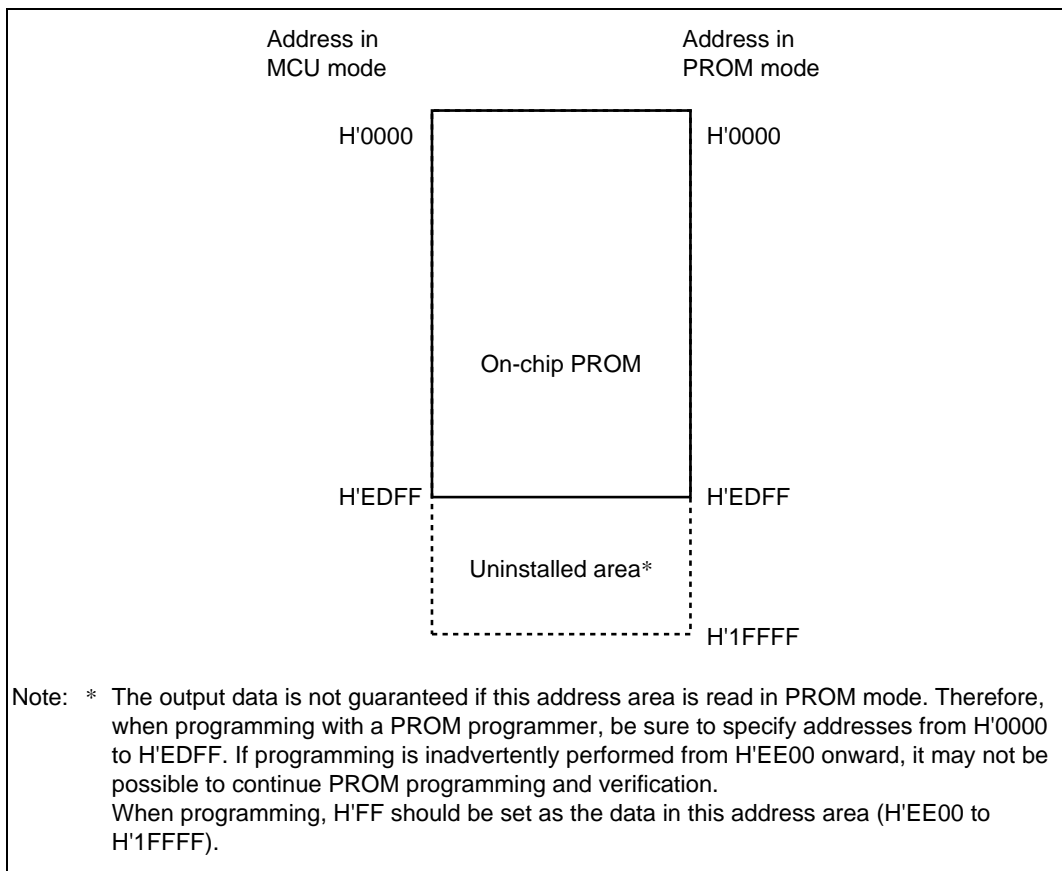 Address in
MCU mode
Address in
PROM mode
H'0000
H'0000
On-chip PROM
H'EDFF
H'EDFF
Uninstalled area*
H'1FFFF
Note: * The output data is not guaranteed if this address area is read in PROM mode. Therefore,
when programming with a PROM programmer, be sure to specify addresses from H'0000
to H'EDFF. If programming is inadvertently performed from H'EE00 onward, it may not be
possible to continue PROM programming and verification.
When programming, H'FF should be set as the data in this address area (H'EE00 to
H'1FFFF).